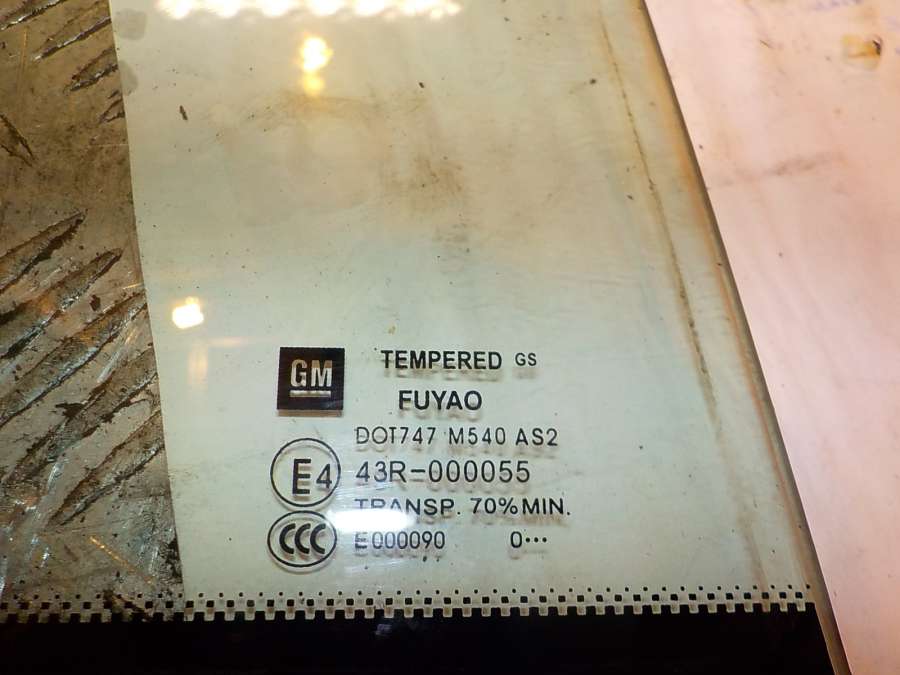 GM TEMPERED GS
FUYAO
DOT747 M540 AS2
E4 43R-000055
TRANSP. 70%MIN.
CCC E000090 0•••